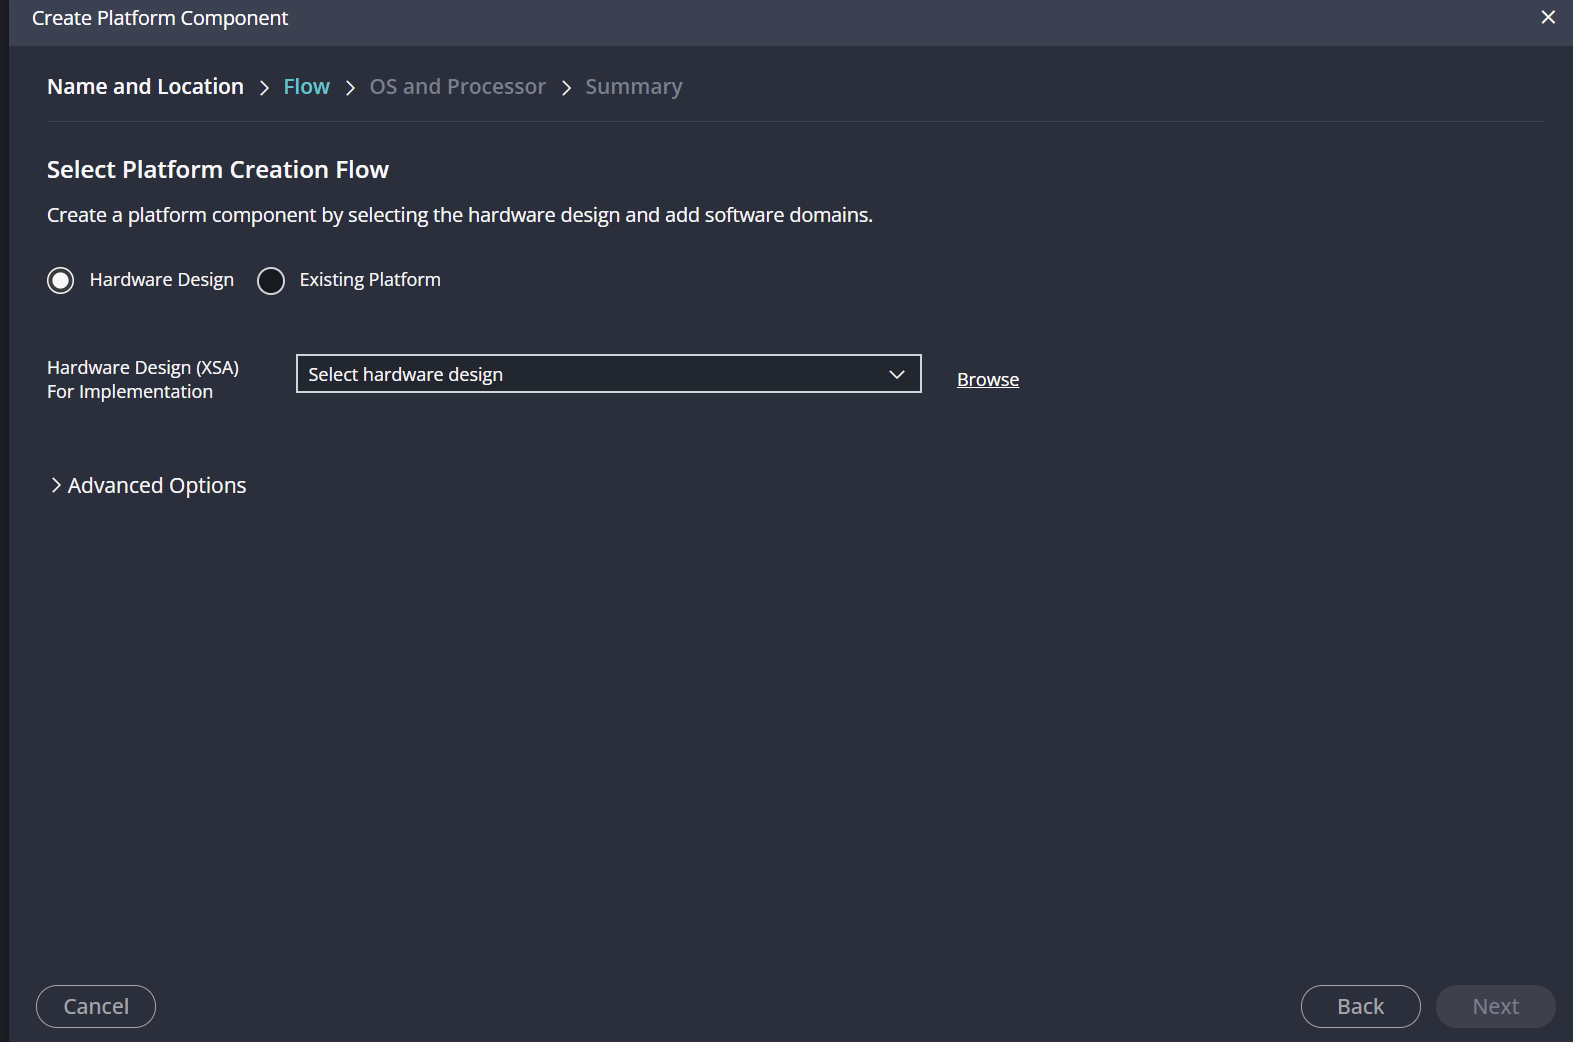 Create Platform Component
Name and Location > Flow > OS and Processor > Summary
Select Platform Creation Flow
Create a platform component by selecting the hardware design and add software domains.
Hardware Design Existing Platform
Hardware Design (XSA)
For Implementation
Select hardware design
Browse
Advanced Options
Cancel Back Next